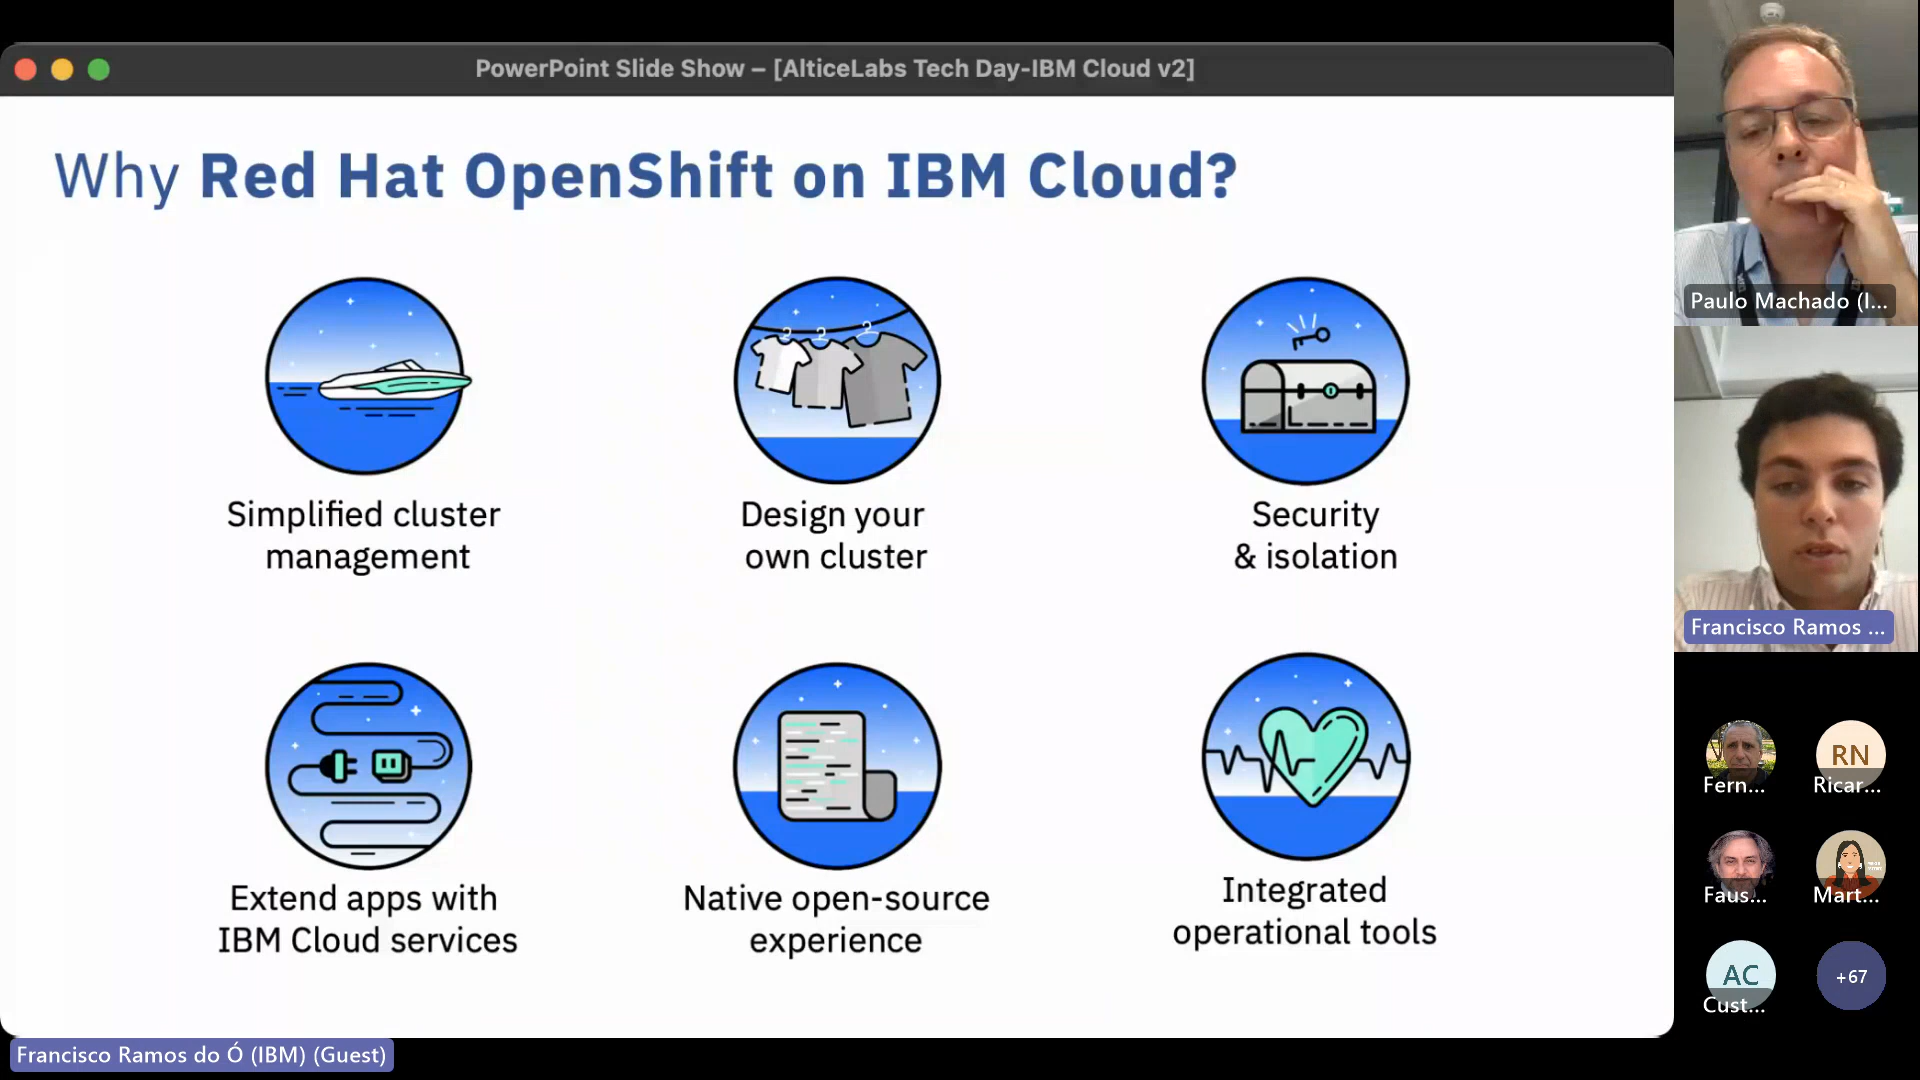 PowerPoint Slide Show – [AlticeLabs Tech Day-IBM Cloud v2]
Why Red Hat OpenShift on IBM Cloud?
Simplified cluster
management
Design your
own cluster
Security
& isolation
Extend apps with
IBM Cloud services
Native open-source
experience
Integrated
operational tools
Francisco Ramos do Ó (IBM) (Guest)
Paulo Machado (I...
Francisco Ramos ...
Fern...
RN
Ricar...
Faus...
Mart...
AC
Cust...
+67